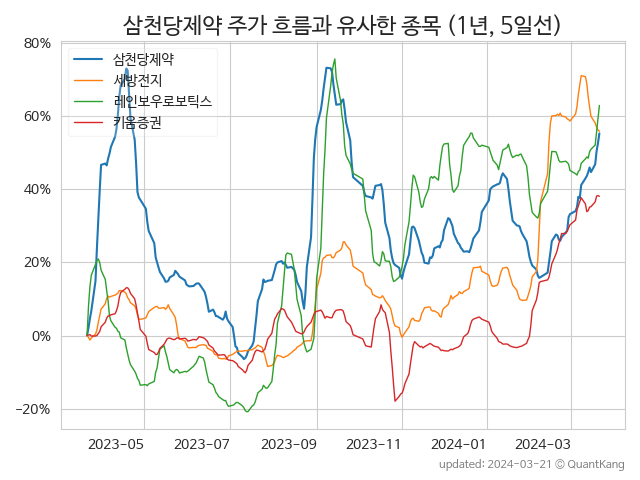 삼천당제약 주가 흐름과 유사한 종목 (1년, 5일선)
80%
60%
40%
20%
0%
−20%
삼천당제약
세방전지
레인보우로보틱스
키움증권
2023-05 2023-07 2023-09 2023-11 2024-01 2024-03
updated: 2024-03-21 © QuantKang